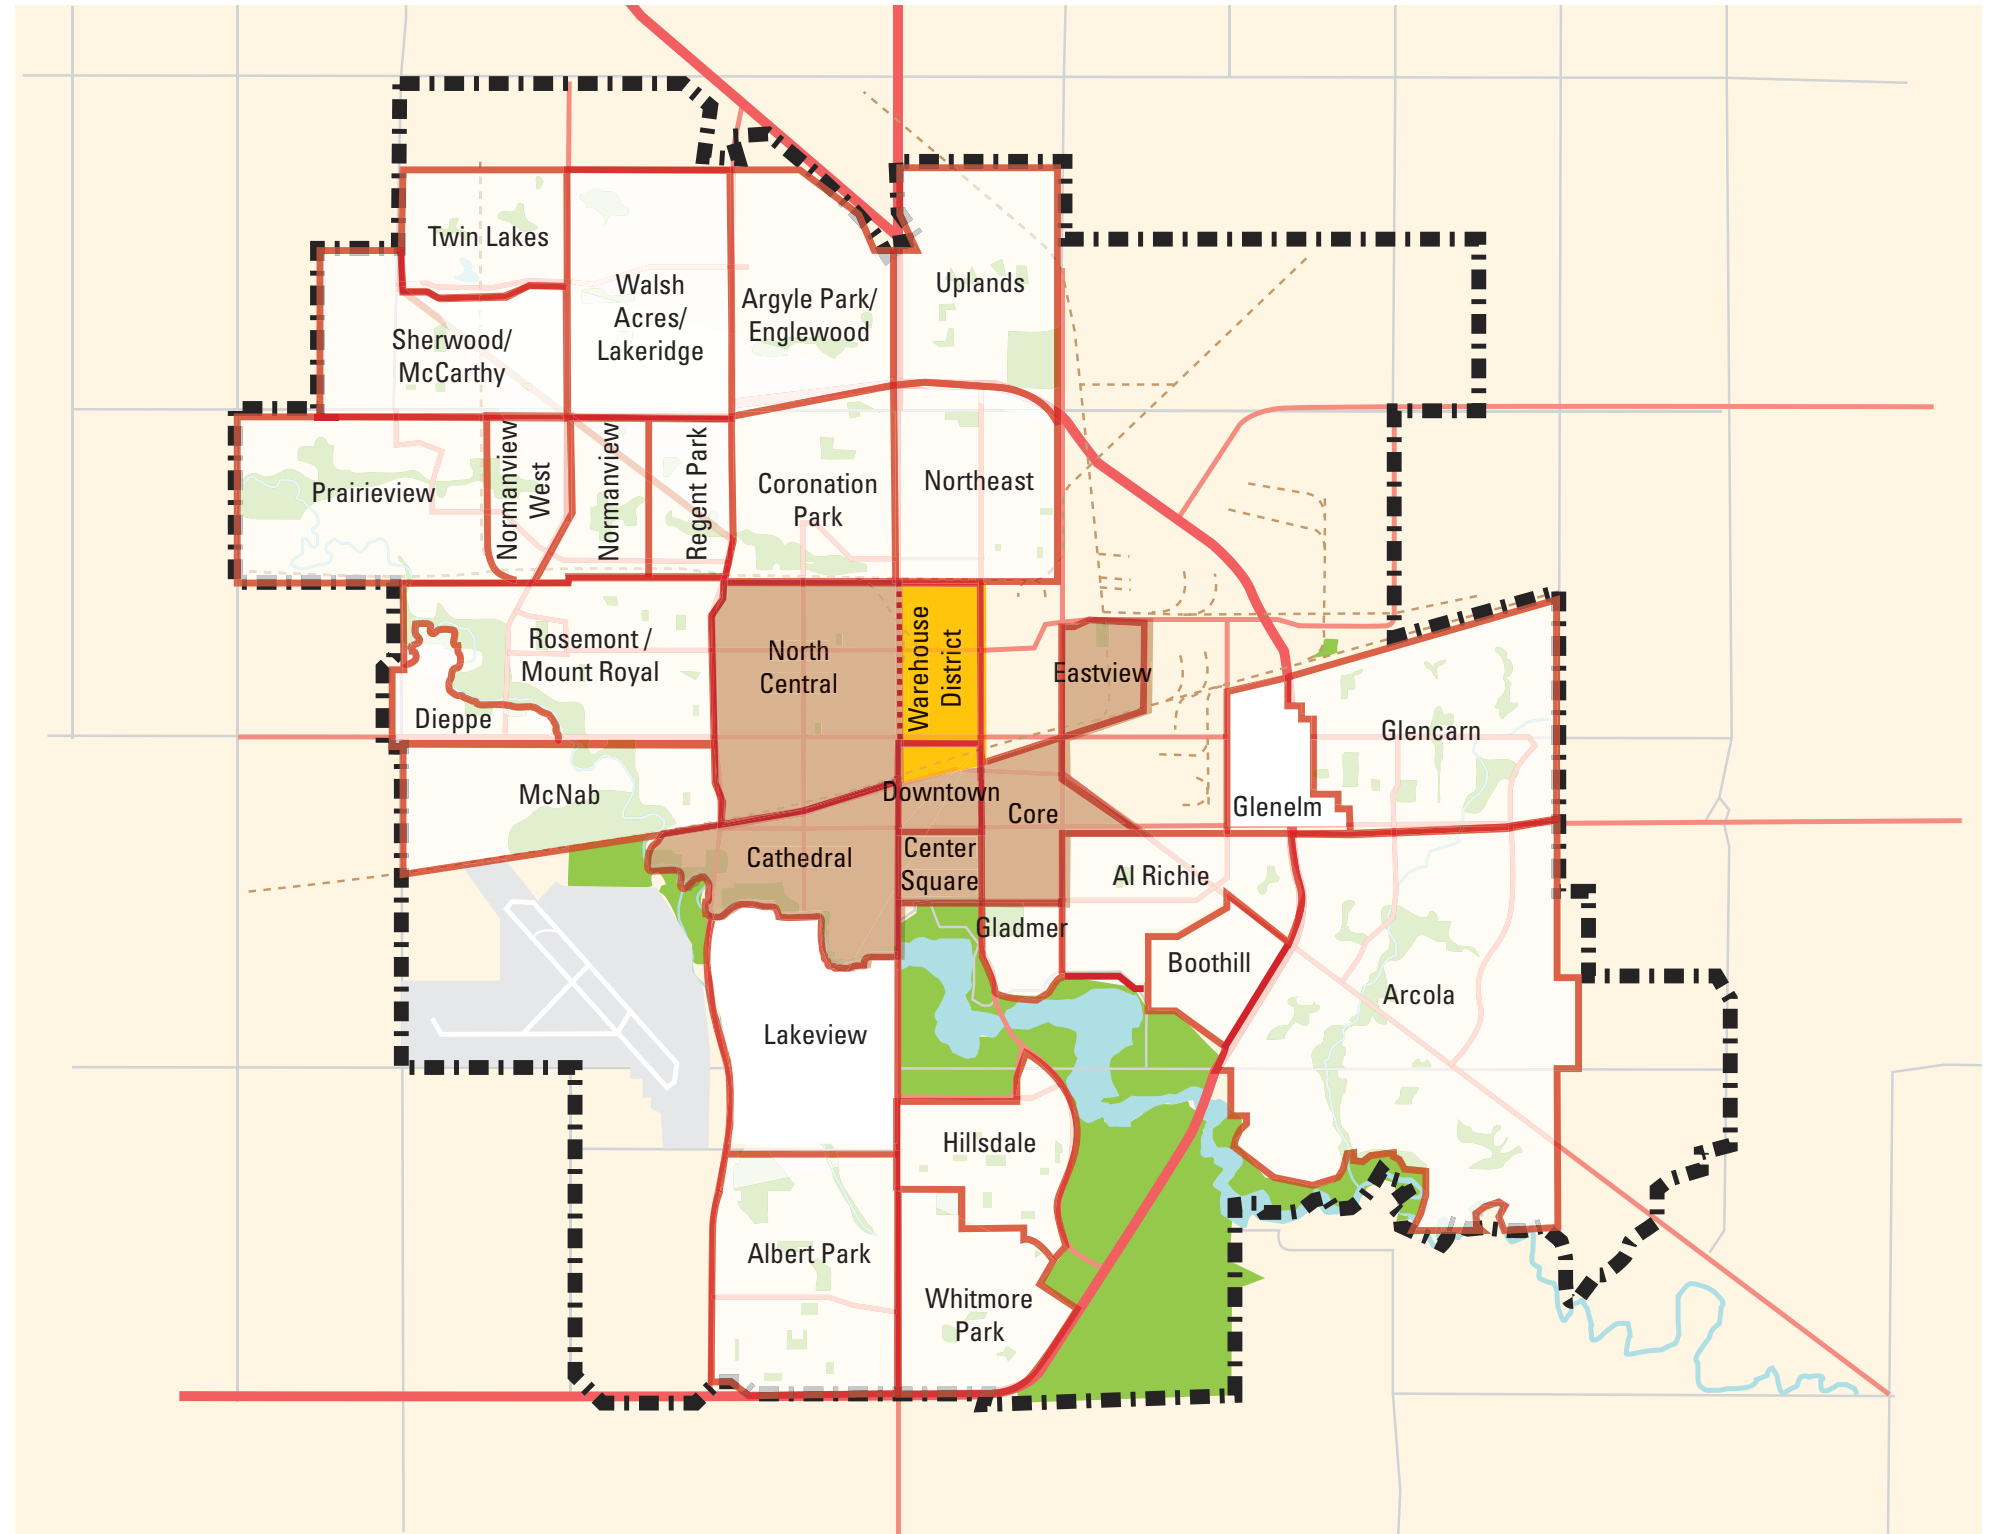 Twin Lakes
Walsh
Acres/
Lakeridge
Argyle Park/
Englewood
Uplands
Sherwood/
McCarthy
Prairieview
Normanview
West
Normanview
Regent Park
Coronation
Park
Northeast
Rosemont /
Mount Royal
Dieppe
North
Central
Warehouse
District
Eastview
Glencarn
McNab
Downtown
Core
Glenelm
Cathedral
Center
Square
Al Richie
Gladmer
Boothill
Arcola
Lakeview
Hillsdale
Albert Park
Whitmore
Park